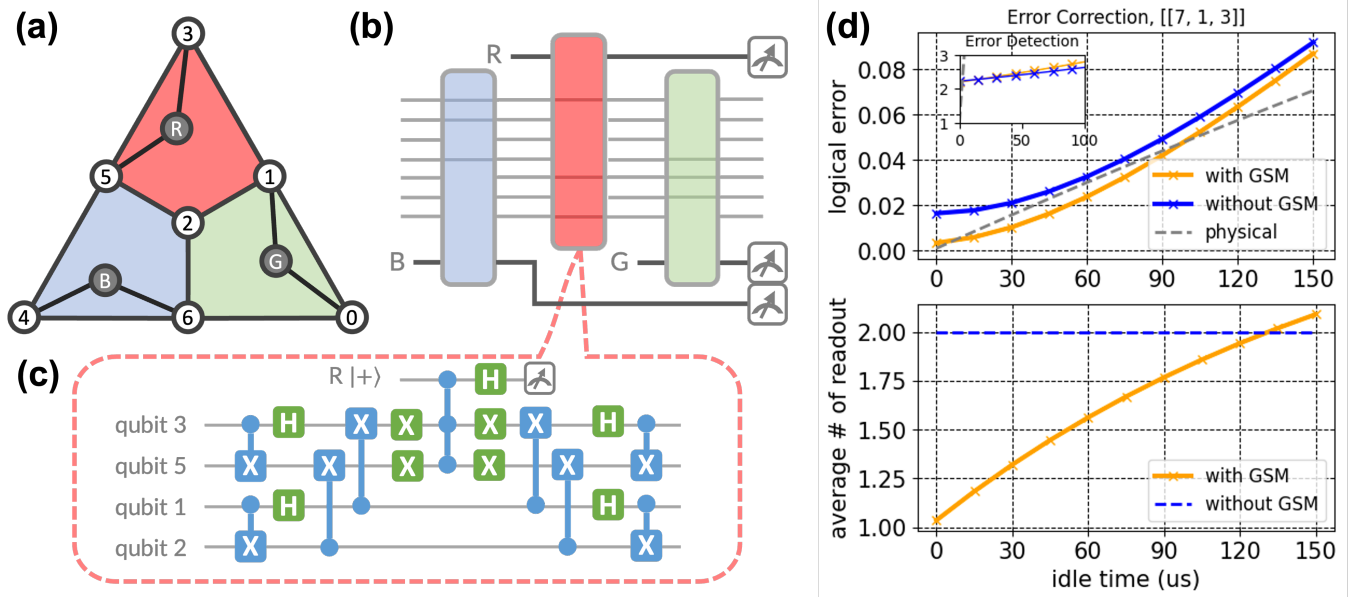 (a)
3
R
5
1
2
B
G
4
6
0
(b)
R
B
G
(c)
R |+⟩
H
qubit 3
H
X
X
X
X
H
qubit 5
X
X
X
X
X
X
qubit 1
H
H
qubit 2
X
X
(d)
Error Correction, [[7, 1, 3]]
Error Detection
3
2
1
0
50
100
logical error
0.08
0.06
0.04
0.02
0.00
with GSM
without GSM
physical
0
30
60
90
120
150
average # of readout
2.00
1.75
1.50
1.25
1.00
with GSM
without GSM
0
30
60
90
120
150
idle time (us)